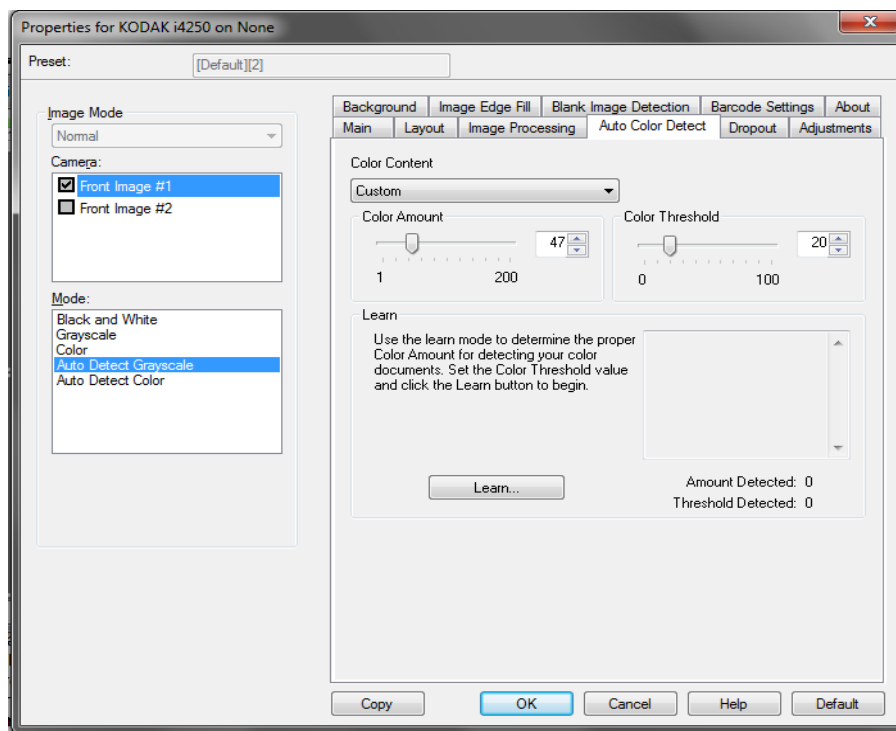 Properties for KODAK i4250 on None
X
Preset:
[Default][2]
Image Mode
Normal
Camera:
Front Image #1
Front Image #2
Mode:
Black and White
Grayscale
Color
Auto Detect Grayscale
Auto Detect Color
Background
Image Edge Fill
Blank Image Detection
Barcode Settings
About
Main
Layout
Image Processing
Auto Color Detect
Dropout
Adjustments
Color Content
Custom
Color Amount
47
1
200
Color Threshold
20
0
100
Learn
Use the learn mode to determine the proper
Color Amount for detecting your color
documents. Set the Color Threshold value
and click the Learn button to begin.
Learn...
Amount Detected: 0
Threshold Detected: 0
Copy
OK
Cancel
Help
Default